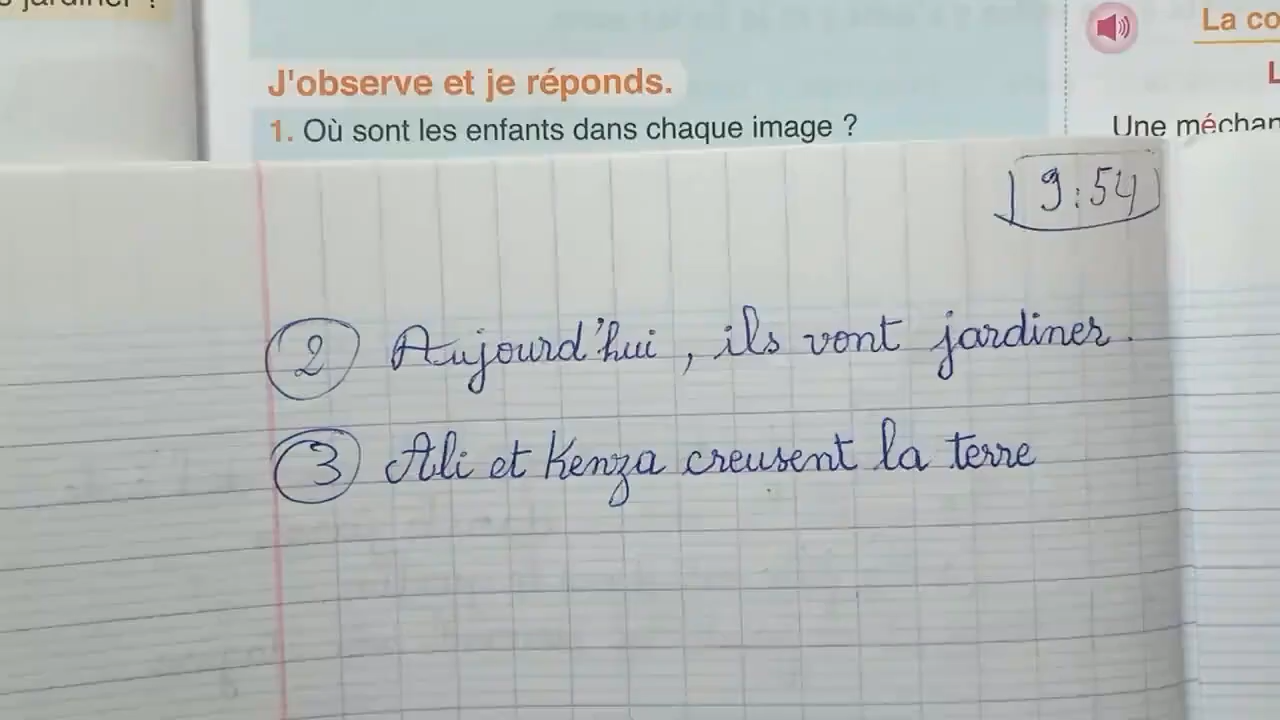 jardiner ?
La co
J'observe et je réponds.
L
1. Où sont les enfants dans chaque image ?
Une méchan
9:54
2 Aujourd'hui, ils vont jardiner.
3 Ali et Kenza creusent la terre